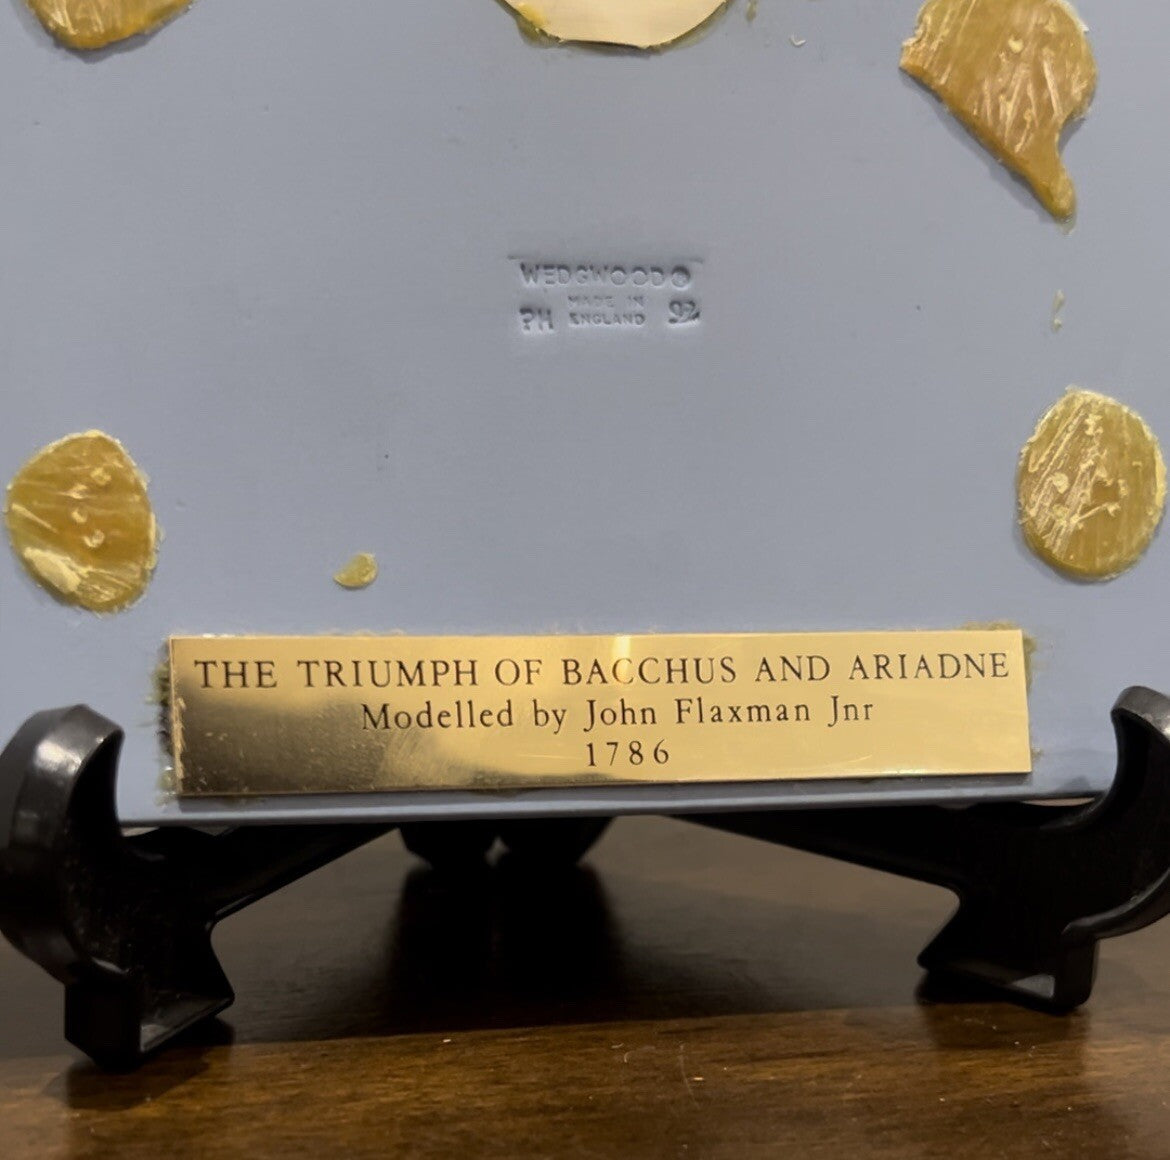 WEDGWOOD®
MADE IN
PH ENGLAND 92
THE TRIUMPH OF BACCHUS AND ARIADNE
Modelled by John Flaxman Jnr
1786